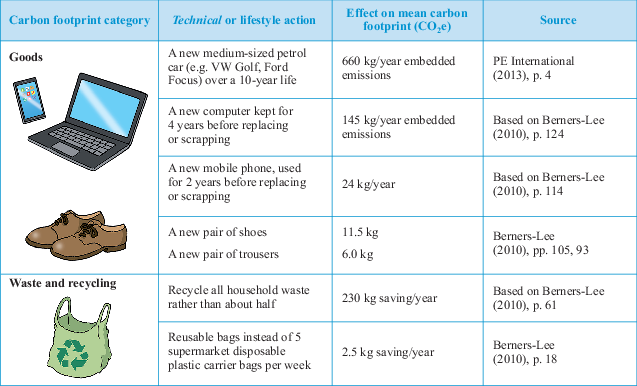 Carbon footprint category
Technical or lifestyle action
Effect on mean carbon
footprint (CO₂e)
Source
Goods
A new medium-sized petrol
car (e.g. VW Golf, Ford
Focus) over a 10-year life
660 kg/year embedded
emissions
PE International
(2013), p. 4
A new computer kept for
4 years before replacing
or scrapping
145 kg/year embedded
emissions
Based on Berners-Lee
(2010), p. 124
A new mobile phone, used
for 2 years before replacing
or scrapping
24 kg/year
Based on Berners-Lee
(2010), pp. 114
A new pair of shoes
11.5 kg
A new pair of trousers
6.0 kg
Berners-Lee
(2010), pp. 105, 93
Waste and recycling
Recycle all household waste
rather than about half
230 kg saving/year
Based on Berners-Lee
(2010), p. 61
Reusable bags instead of 5
supermarket disposable
plastic carrier bags per week
2.5 kg saving/year
Berners-Lee
(2010), p. 18